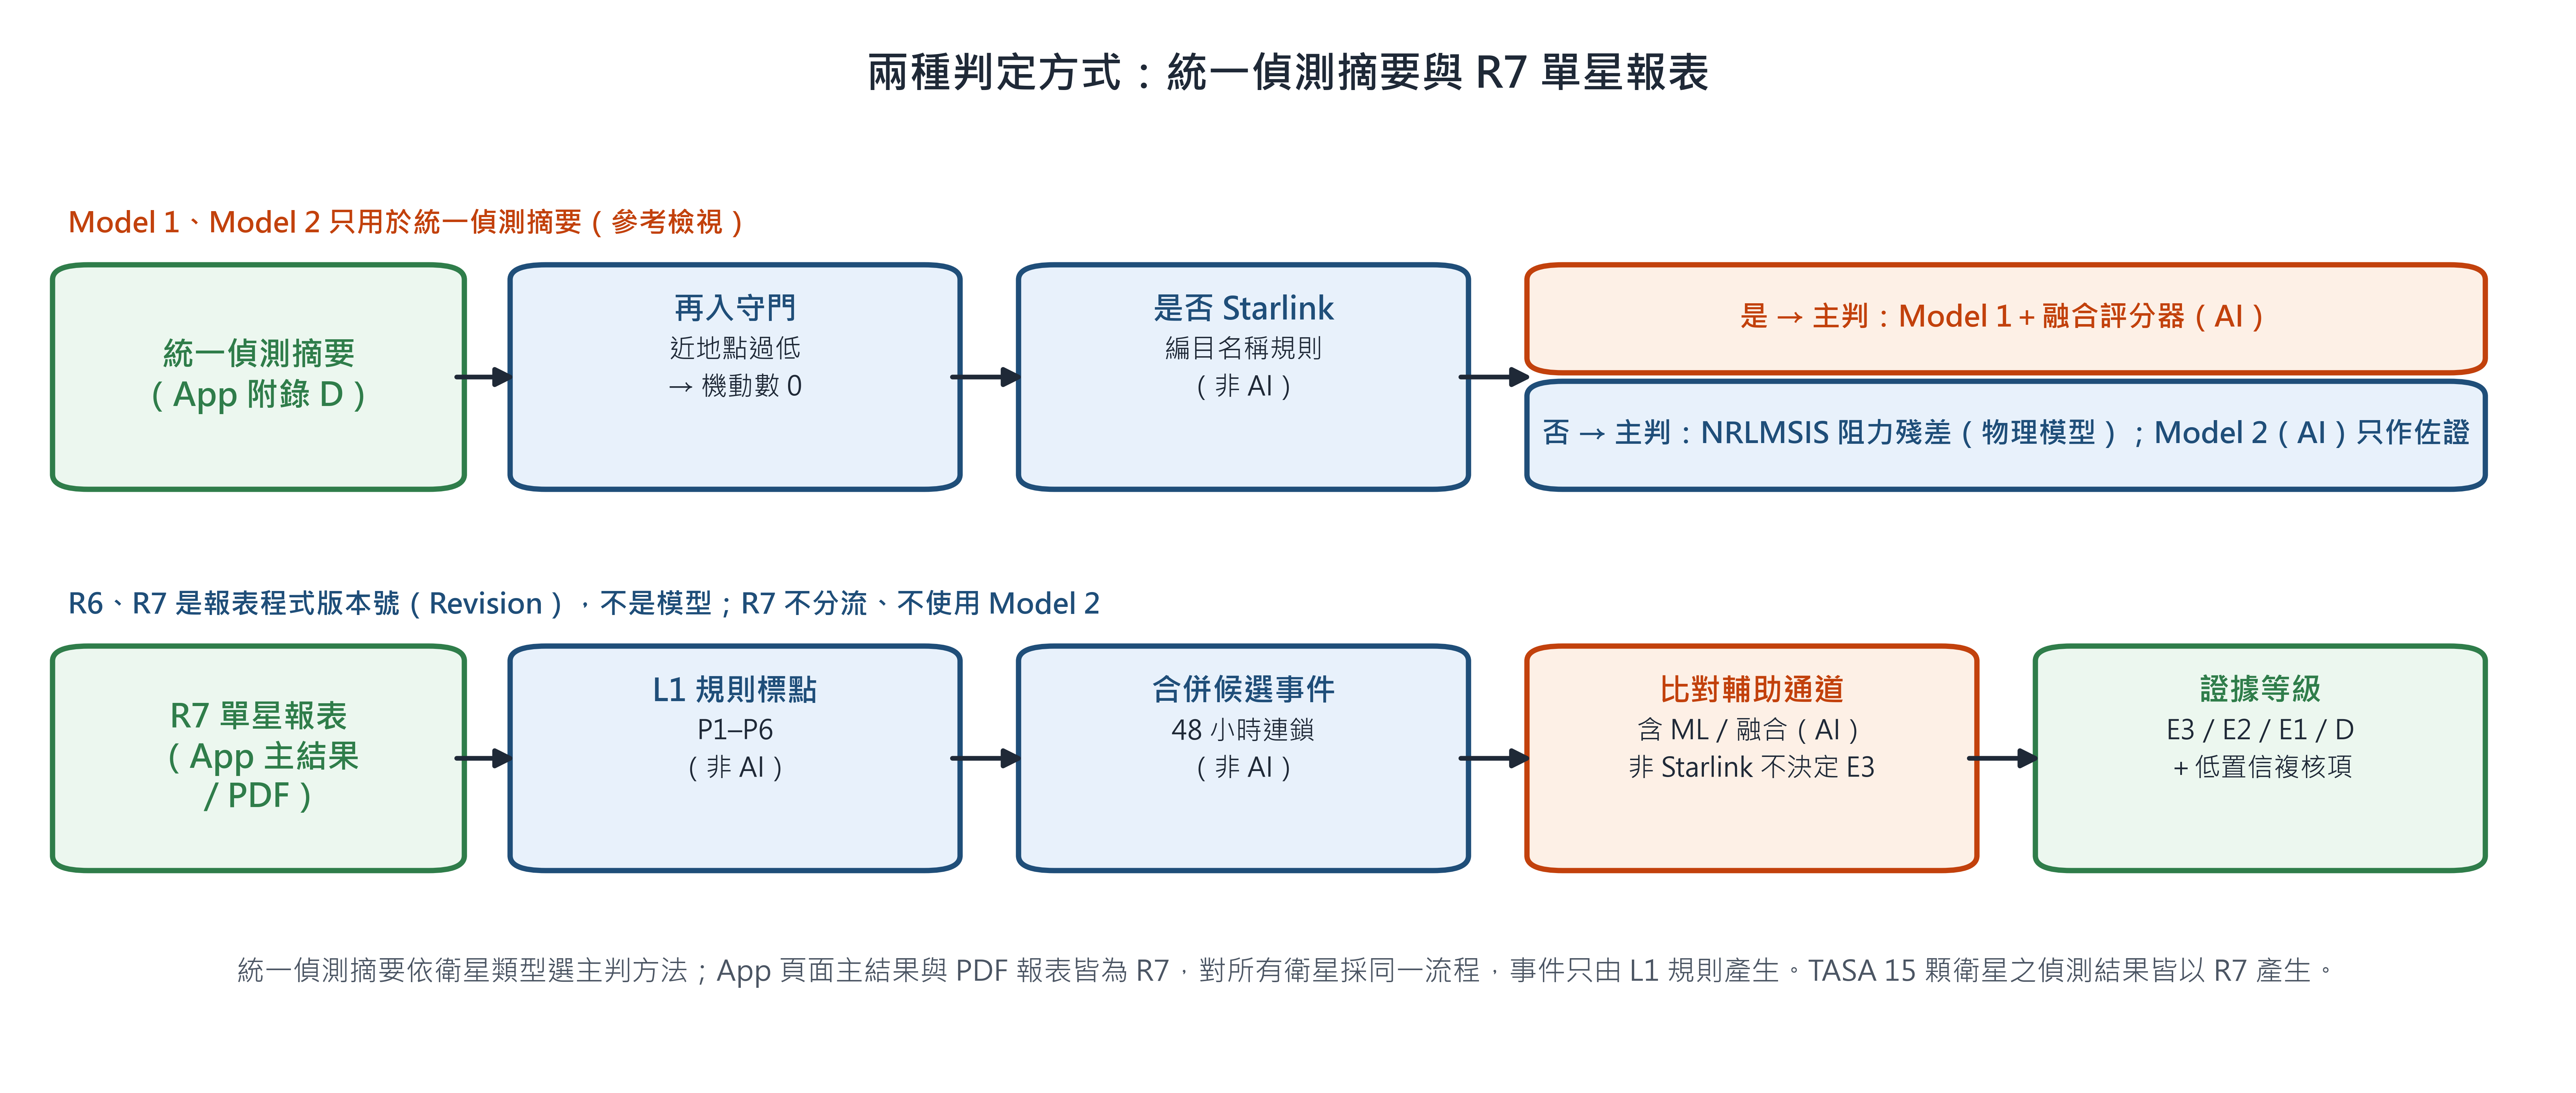 兩種判定方式：統一偵測摘要與 R7 單星報表
Model 1、Model 2 只用於統一偵測摘要（參考檢視）
統一偵測摘要
（App 附錄 D）
再入守門
近地點過低
→ 機動數 0
是否 Starlink
編目名稱規則
（非 AI）
是 → 主判：Model 1 + 融合評分器（AI）
否 → 主判：NRLMSIS 阻力殘差（物理模型）；Model 2（AI）只作佐證
R6、R7 是報表程式版本號（Revision），不是模型；R7 不分流、不使用 Model 2
R7 單星報表
（App 主結果
/ PDF）
L1 規則標點
P1–P6
（非 AI）
合併候選事件
48 小時連鎖
（非 AI）
比對輔助通道
含 ML / 融合（AI）
非 Starlink 不決定 E3
證據等級
E3 / E2 / E1 / D
+ 低置信複核項
統一偵測摘要依衛星類型選主判方法；App 頁面主結果與 PDF 報表皆為 R7，對所有衛星採同一流程，事件只由 L1 規則產生。TASA 15 顆衛星之偵測結果皆以 R7 產生。